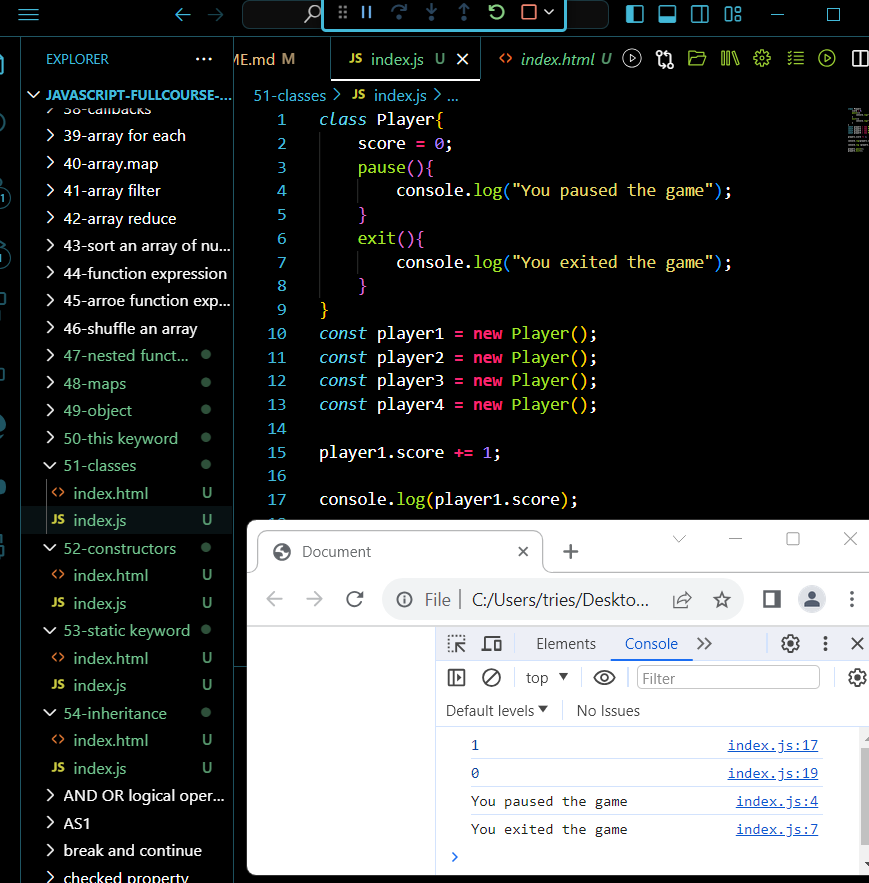 EXPLORER
ME.md M
JS index.js U
index.html U
JAVASCRIPT-FULLCOURSE-...
51-classes > JS index.js > ...
38-callbacks
39-array for each
40-array.map
41-array filter
42-array reduce
43-sort an array of nu...
44-function expression
45-arroe function exp...
46-shuffle an array
47-nested funct...
48-maps
49-object
50-this keyword
51-classes
index.html U
JS index.js U
52-constructors
index.html U
JS index.js U
53-static keyword
index.html U
JS index.js U
54-inheritance
index.html U
JS index.js U
AND OR logical oper...
AS1
break and continue
checked property
1 class Player{
2 score = 0;
3 pause(){
4 console.log("You paused the game");
5 }
6 exit(){
7 console.log("You exited the game");
8 }
9 }
10 const player1 = new Player();
11 const player2 = new Player();
12 const player3 = new Player();
13 const player4 = new Player();
14
15 player1.score += 1;
16
17 console.log(player1.score);
Document
File | C:/Users/tries/Deskto...
Elements Console
top Filter
Default levels No Issues
1 index.js:17
0 index.js:19
You paused the game index.js:4
You exited the game index.js:7